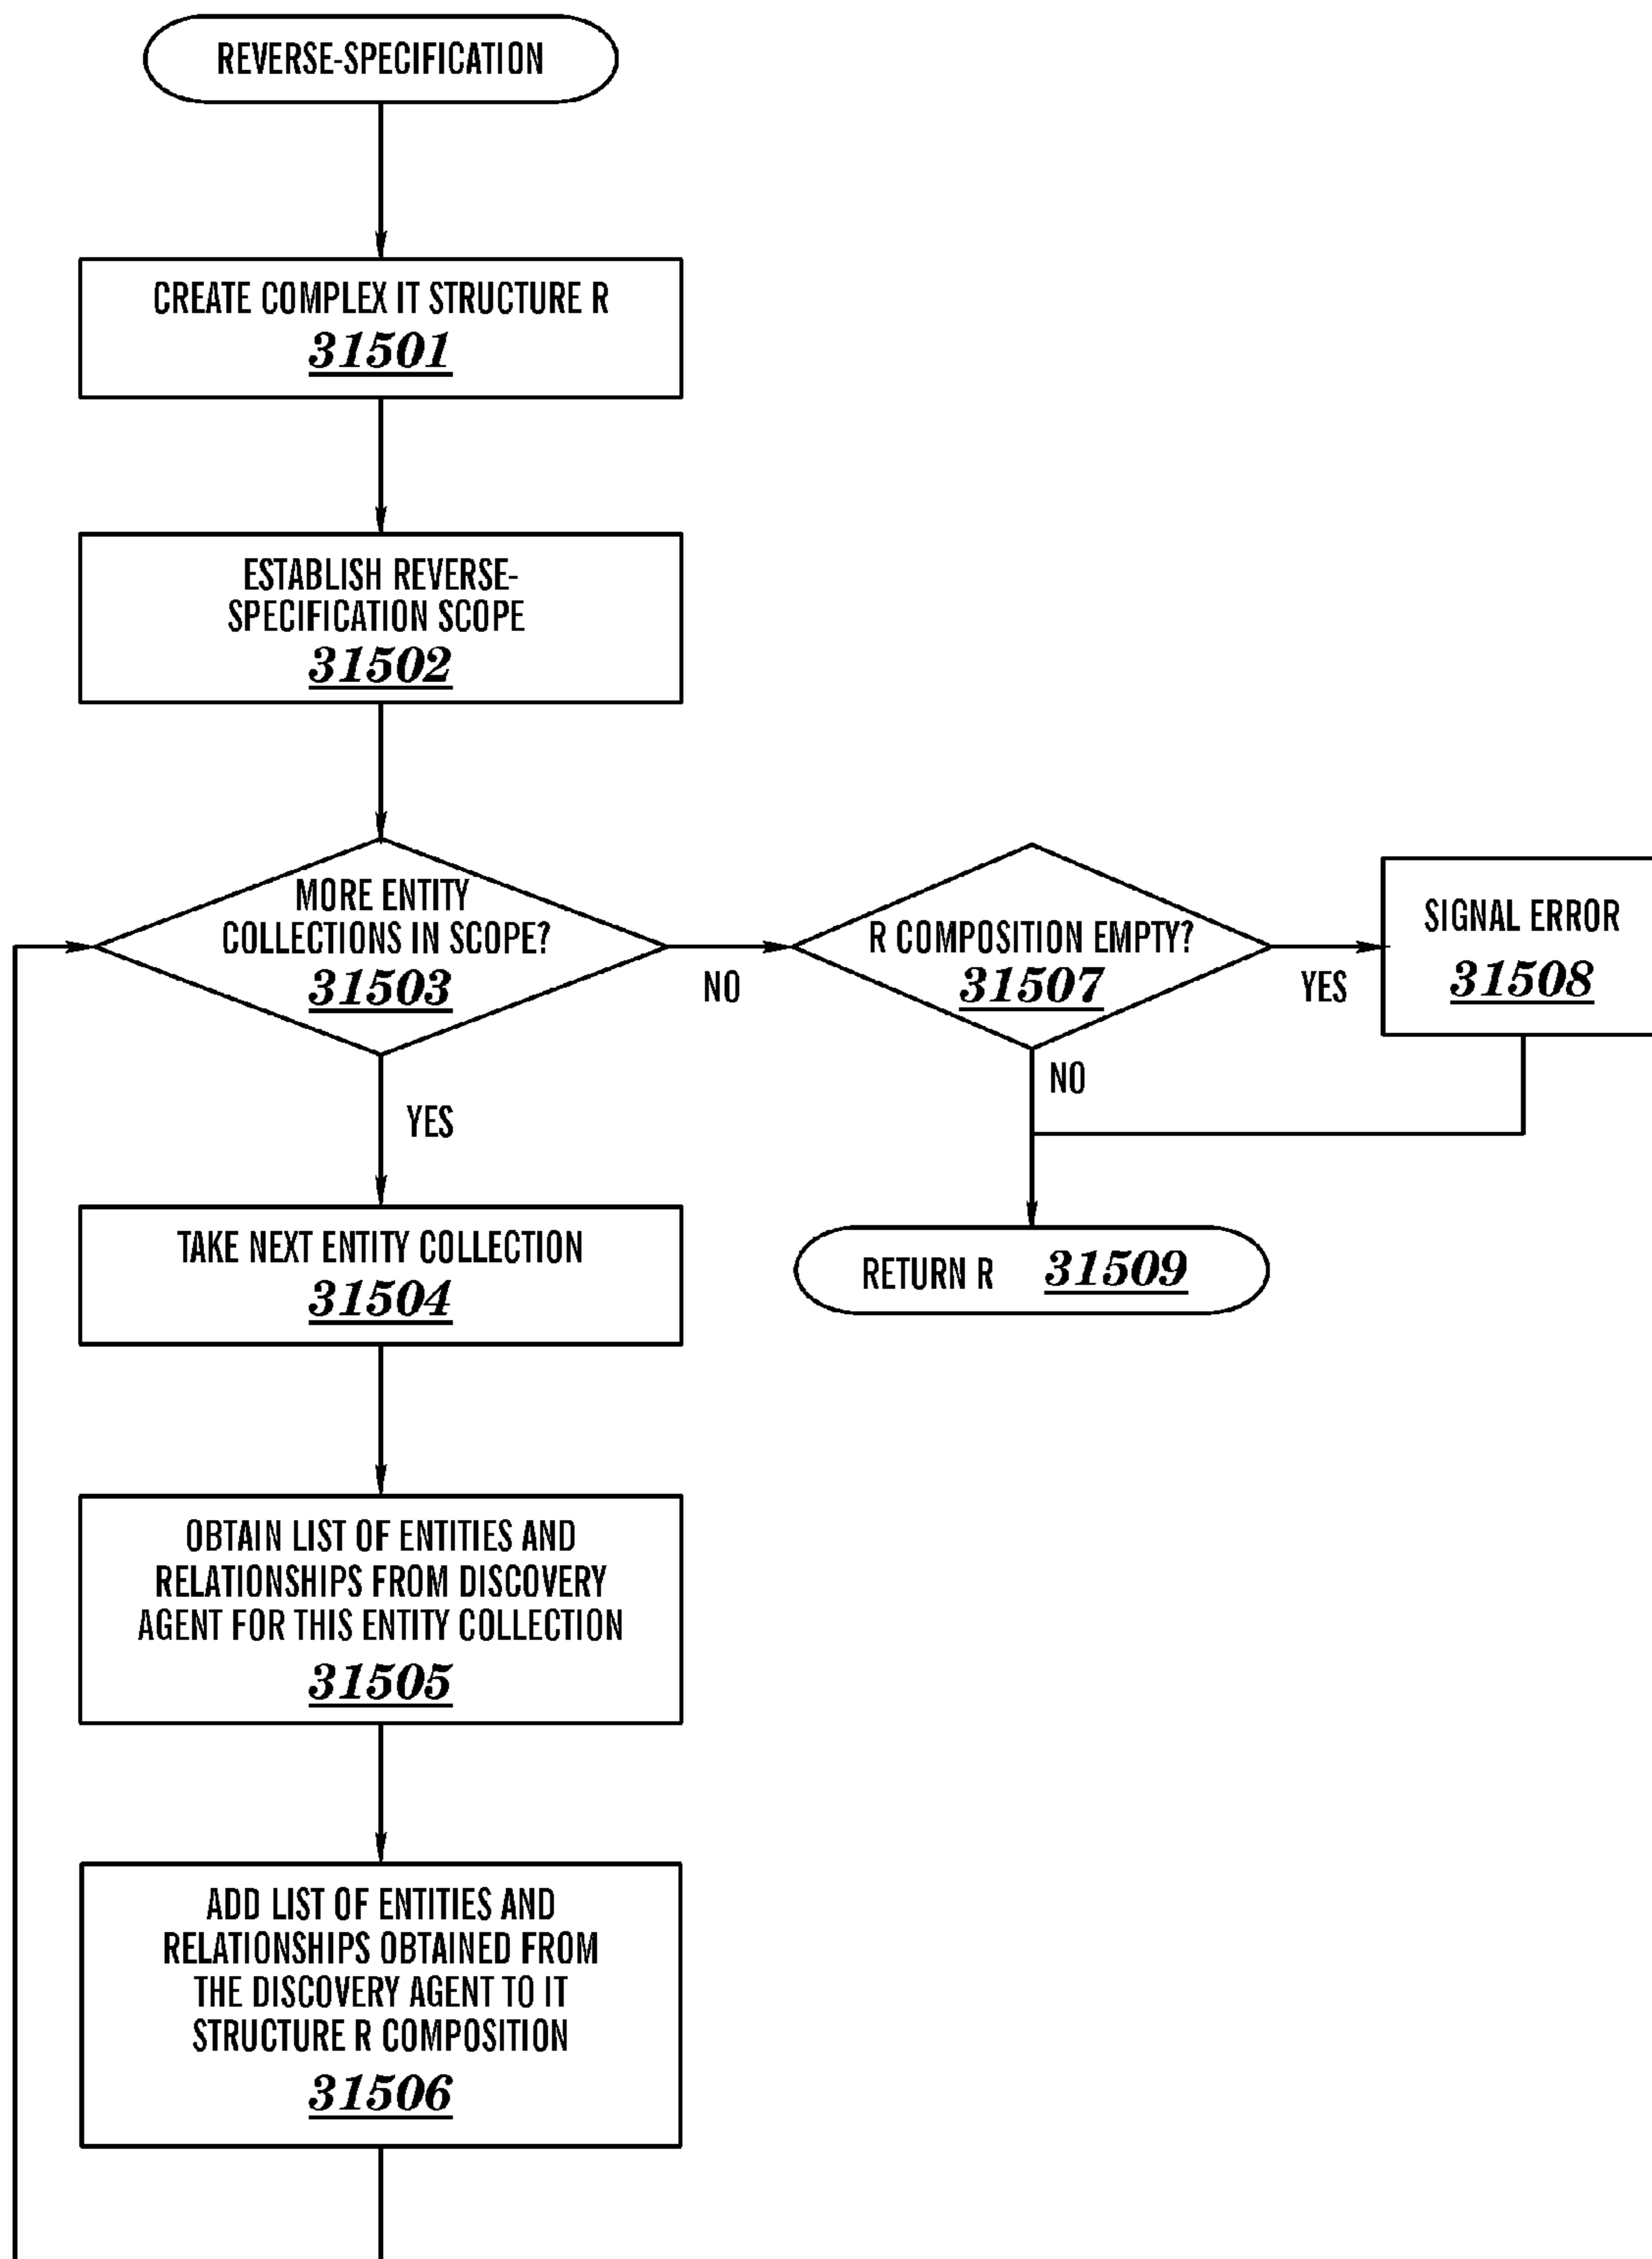 REVERSE-SPECIFICATION
CREATE COMPLEX IT STRUCTURE R
31501
ESTABLISH REVERSE-
SPECIFICATION SCOPE
31502
MORE ENTITY
COLLECTIONS IN SCOPE?
31503
NO
R COMPOSITION EMPTY?
31507
YES
SIGNAL ERROR
31508
NO
YES
TAKE NEXT ENTITY COLLECTION
31504
RETURN R 31509
OBTAIN LIST OF ENTITIES AND
RELATIONSHIPS FROM DISCOVERY
AGENT FOR THIS ENTITY COLLECTION
31505
ADD LIST OF ENTITIES AND
RELATIONSHIPS OBTAINED FROM
THE DISCOVERY AGENT TO IT
STRUCTURE R COMPOSITION
31506